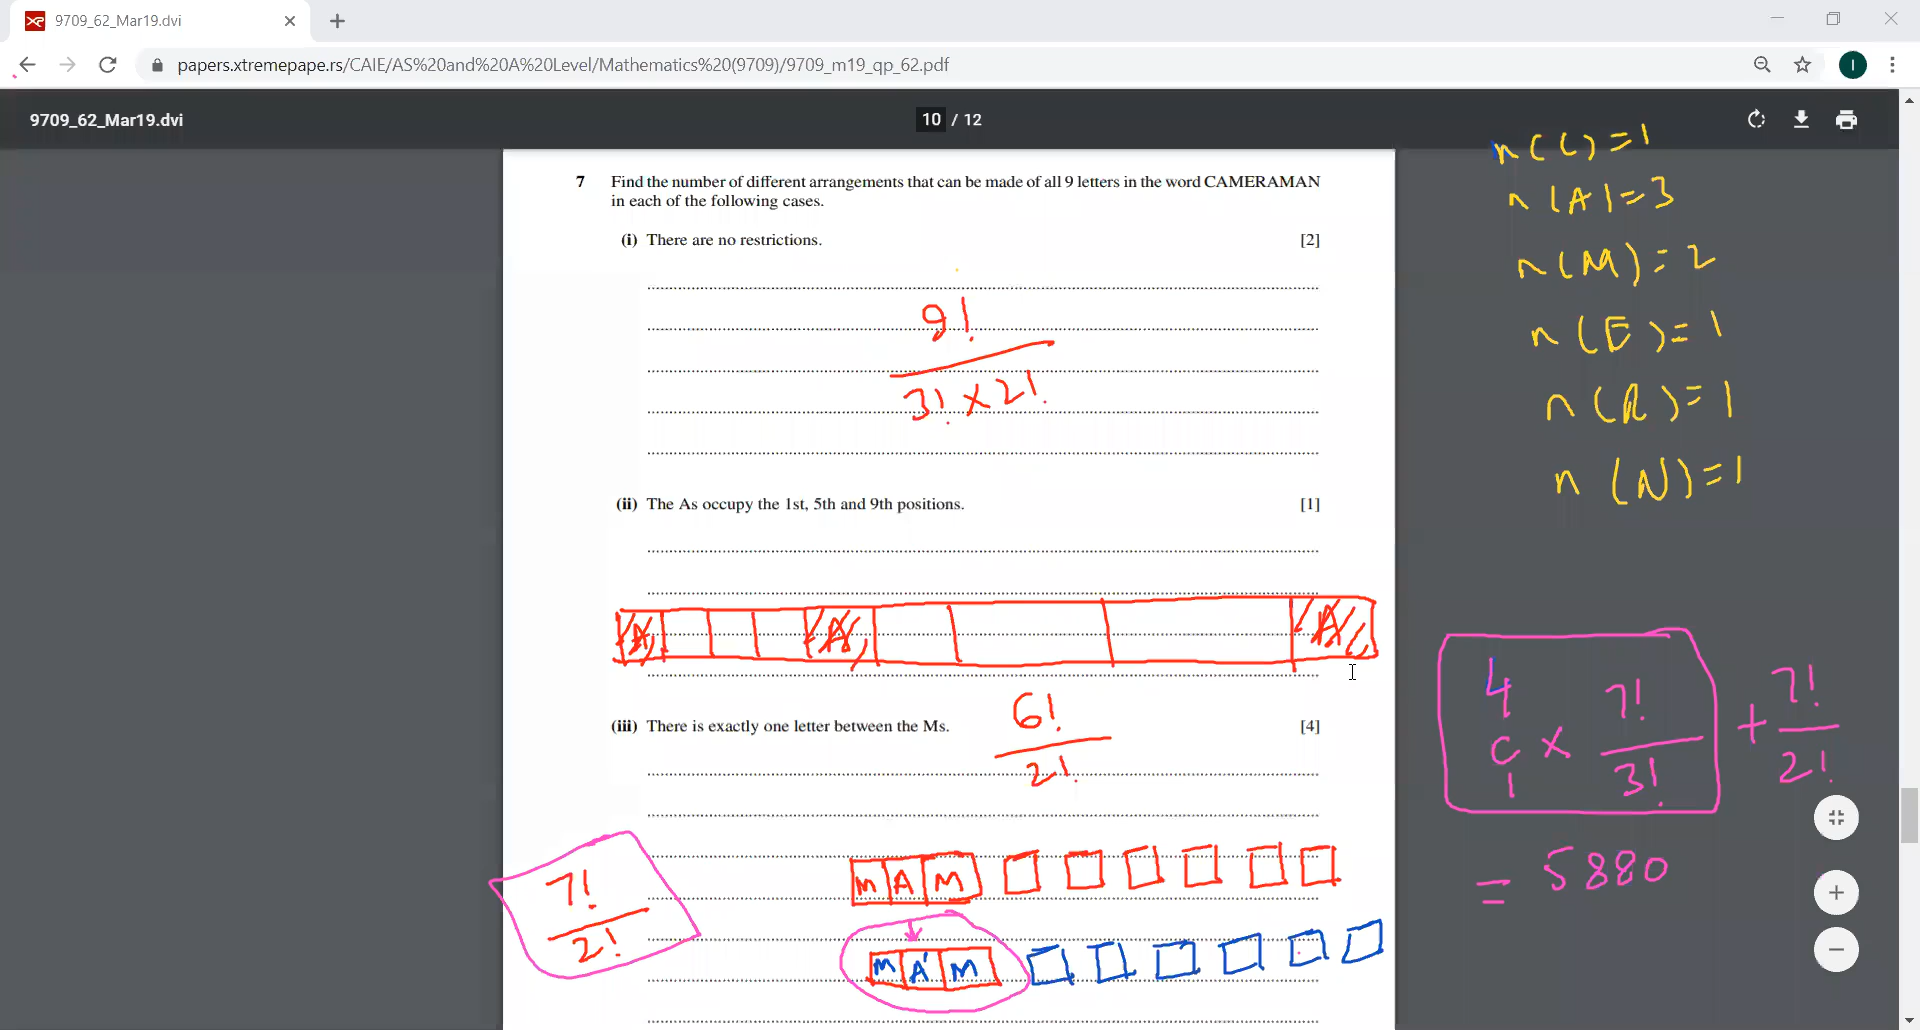 9709_62_Mar19.dvi
papers.xtremepape.rs/CAIE/AS%20and%20A%20Level/Mathematics%20(9709)/9709_m19_qp_62.pdf
I
9709_62_Mar19.dvi
10 / 12
7 Find the number of different arrangements that can be made of all 9 letters in the word CAMERAMAN
in each of the following cases.
(i) There are no restrictions. [2]
9!
3! × 2!
(ii) The As occupy the 1st, 5th and 9th positions. [1]
A A A
6!
2!
(iii) There is exactly one letter between the Ms. [4]
7!
2!
M A M
M A' M
n(C)=1
n(A)=3
n(M)=2
n(E)=1
n(R)=1
n(N)=1
4
C
1
×
7!
3!
+
7!
2!
= 5880